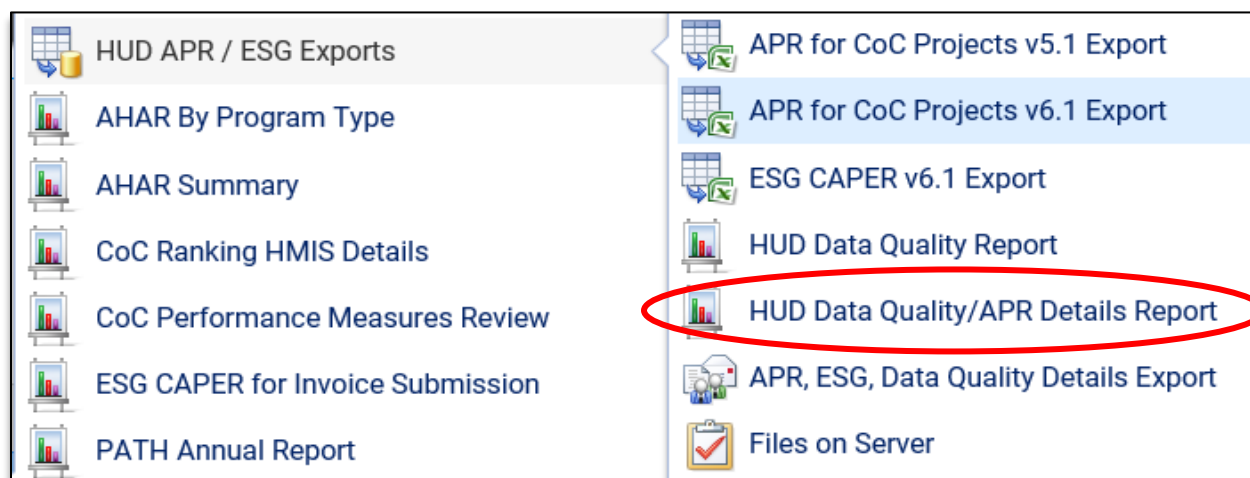 HUD APR / ESG Exports
AHAR By Program Type
AHAR Summary
CoC Ranking HMIS Details
CoC Performance Measures Review
ESG CAPER for Invoice Submission
PATH Annual Report
APR for CoC Projects v5.1 Export
APR for CoC Projects v6.1 Export
ESG CAPER v6.1 Export
HUD Data Quality Report
HUD Data Quality/APR Details Report
APR, ESG, Data Quality Details Export
Files on Server